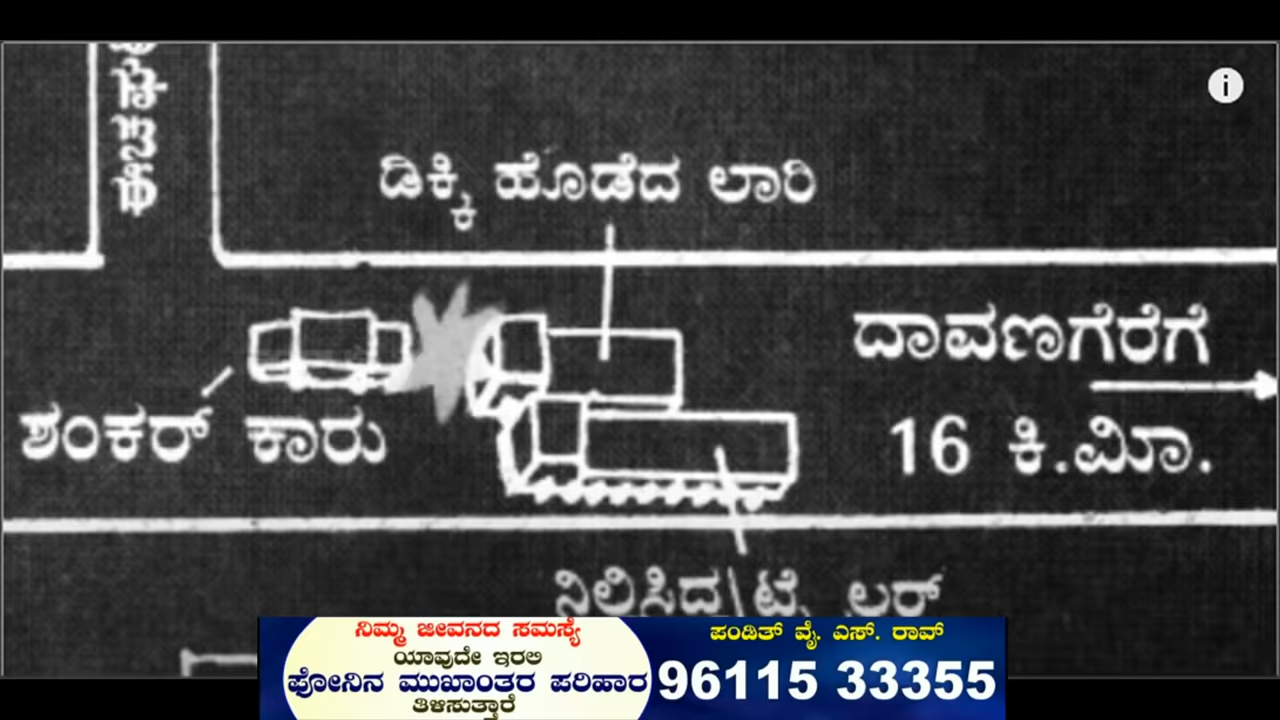 ಡಿಕ್ಕಿ ಹೊಡೆದ ಲಾರಿ
ದಾವಣಗೆರೆಗೆ
ಶಂಕರ್ ಕಾರು
16 ಕಿ.ಮೀ.
ನಿಲಿಸಿದ ಟ್ರೈಲರ್
ನಿಮ್ಮ ಜೀವನದ ಸಮಸ್ಯೆ
ಯಾವುದೇ ಇರಲಿ
ಫೋನಿನ ಮುಖಾಂತರ ಪರಿಹಾರ
ತಿಳಿಸುತ್ತಾರೆ
ಪಂಡಿತ್ ವೈ. ಎಸ್. ರಾವ್
96115 33355